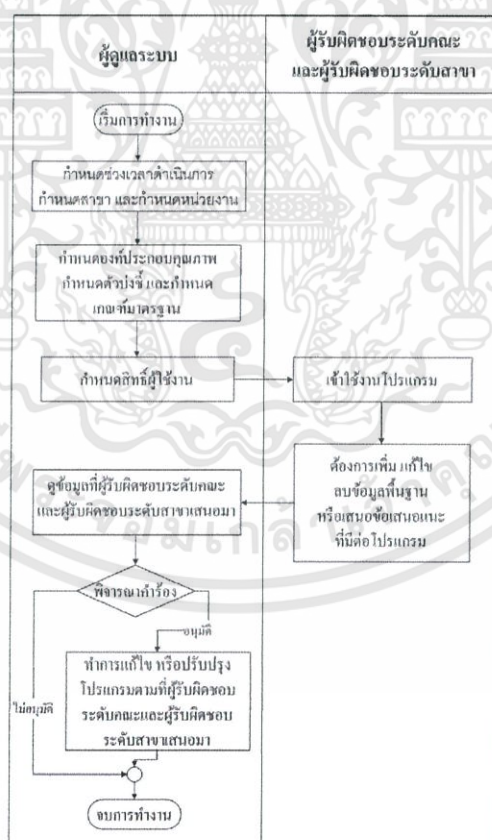 ผู้ดูแลระบบ
ผู้รับผิดชอบระดับคณะ
และผู้รับผิดชอบระดับสาขา
เริ่มการทำงาน
กำหนดช่วงเวลาดำเนินการ
กำหนดสาขา และกำหนดหน่วยงาน
กำหนดองค์ประกอบคุณภาพ
กำหนดตัวบ่งชี้ และกำหนด
เกณฑ์มาตรฐาน
กำหนดสิทธิ์ผู้ใช้งาน
เข้าใช้งานโปรแกรม
ต้องการเพิ่ม แก้ไข
ลบข้อมูลพื้นฐาน
หรือเสนอข้อเสนอแนะ
ที่มีต่อโปรแกรม
ดูข้อมูลที่ผู้รับผิดชอบระดับคณะ
และผู้รับผิดชอบระดับสาขาเสนอมา
พิจารณาคำร้อง
อนุมัติ
ทำการแก้ไข หรือปรับปรุง
โปรแกรมตามที่ผู้รับผิดชอบ
ระดับคณะและผู้รับผิดชอบ
ระดับสาขาเสนอมา
ไม่อนุมัติ
จบการทำงาน